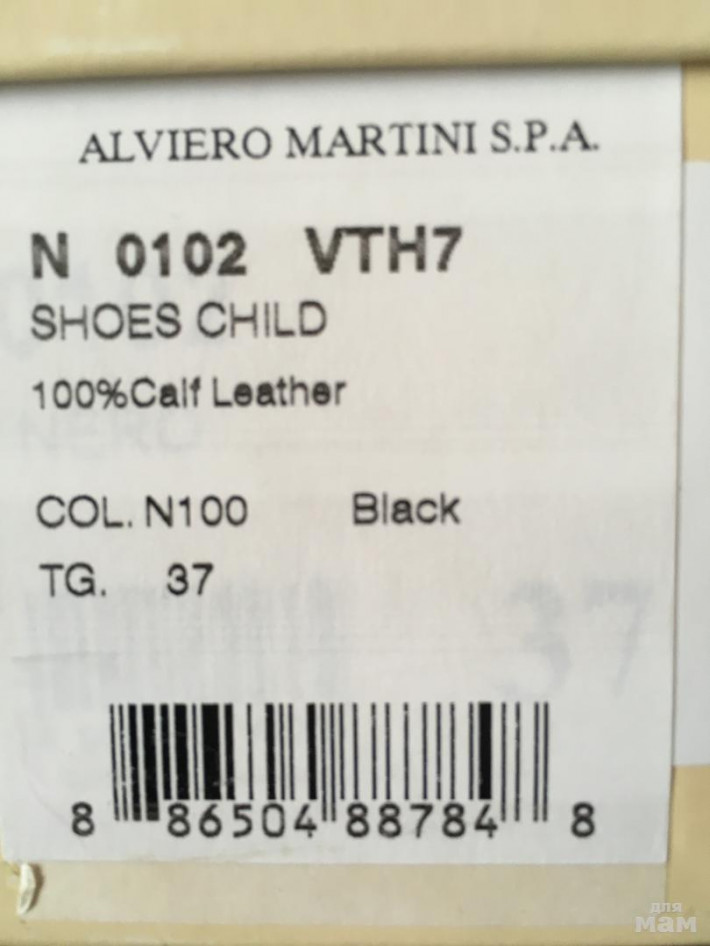 ALVIERO MARTINI S.P.A.
N 0102 VTH7
SHOES CHILD
100%Calf Leather
COL. N100 Black
TG. 37
37
8 86504 88784 8
для
мам